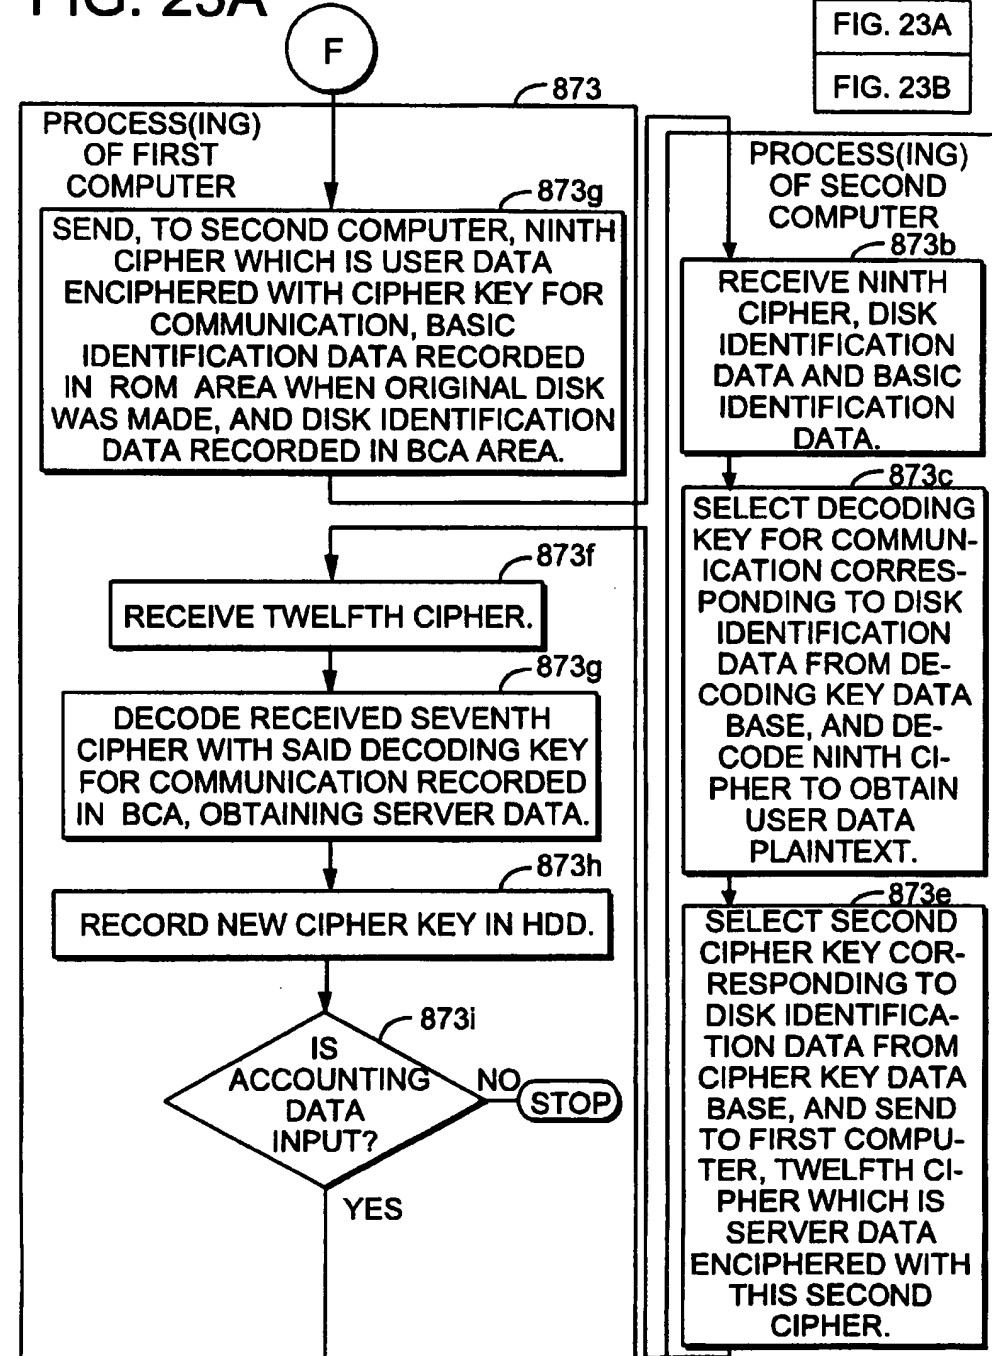 FIG. 23A
F
FIG. 23A
FIG. 23B
873
PROCESS(ING)
OF FIRST
COMPUTER
873g
SEND, TO SECOND COMPUTER, NINTH
CIPHER WHICH IS USER DATA
ENCIPHERED WITH CIPHER KEY FOR
COMMUNICATION, BASIC
IDENTIFICATION DATA RECORDED
IN ROM AREA WHEN ORIGINAL DISK
WAS MADE, AND DISK IDENTIFICATION
DATA RECORDED IN BCA AREA.
873f
RECEIVE TWELFTH CIPHER.
873g
DECODE RECEIVED SEVENTH
CIPHER WITH SAID DECODING KEY
FOR COMMUNICATION RECORDED
IN BCA, OBTAINING SERVER DATA.
873h
RECORD NEW CIPHER KEY IN HDD.
873i
IS
ACCOUNTING
DATA
INPUT?
NO
STOP
YES
PROCESS(ING)
OF SECOND
COMPUTER
873b
RECEIVE NINTH
CIPHER, DISK
IDENTIFICATION
DATA AND BASIC
IDENTIFICATION
DATA.
873c
SELECT DECODING
KEY FOR COMMUN-
ICATION CORRES-
PONDING TO DISK
IDENTIFICATION
DATA FROM DE-
CODING KEY DATA
BASE, AND DE-
CODE NINTH CI-
PHER TO OBTAIN
USER DATA
PLAINTEXT.
873e
SELECT SECOND
CIPHER KEY COR-
RESPONDING TO
DISK IDENTIFICA-
TION DATA FROM
CIPHER KEY DATA
BASE, AND SEND
TO FIRST COMPU-
TER, TWELFTH CI-
PHER WHICH IS
SERVER DATA
ENCIPHERED WITH
THIS SECOND
CIPHER.